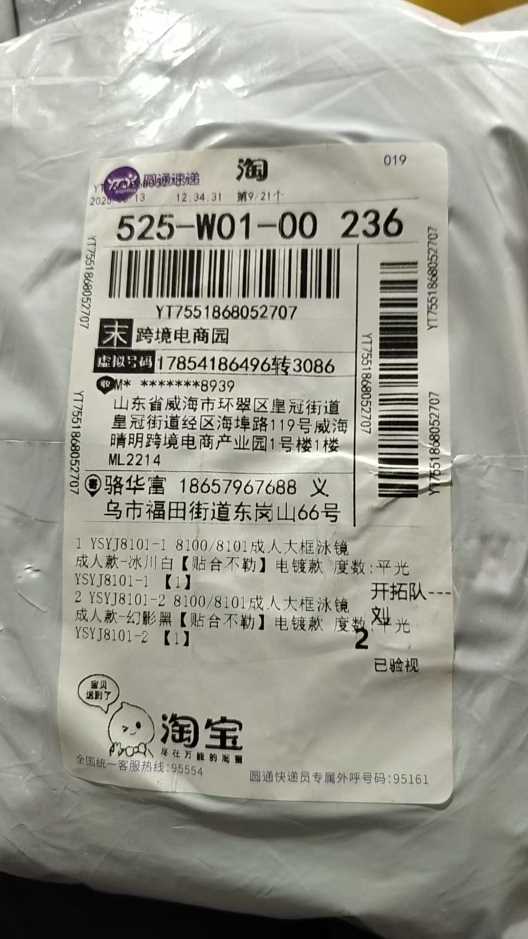 淘
019
圆通速递
12:34:31 第9/21个
525-W01-00 236
YT7551868052707
YT7551868052707
YT7551868052707
YT7551868052707
末 跨境电商园
虚拟号码 17854186496转3086
收 M* *******8939
山东省威海市环翠区皇冠街道
皇冠街道经区海埠路119号威海
晴明跨境电商产业园1号楼1楼
ML2214
YT7551868052707
YT7551868052707
寄 骆华富 18657967688 义
乌市福田街道东岗山66号
1 YSYJ8101-1 8100/8101成人大框泳镜
成人款-冰川白【贴合不勒】电镀款 度数:平光
YSYJ8101-1 【1】
2 YSYJ8101-2 8100/8101成人大框泳镜
成人款-幻影黑【贴合不勒】电镀款 度数:平光
YSYJ8101-2 【1】
开拓队---
刘
2
已验视
宝贝
送到了
淘宝
全国统一客服热线:95554
圆通快递员专属外呼号码:95161